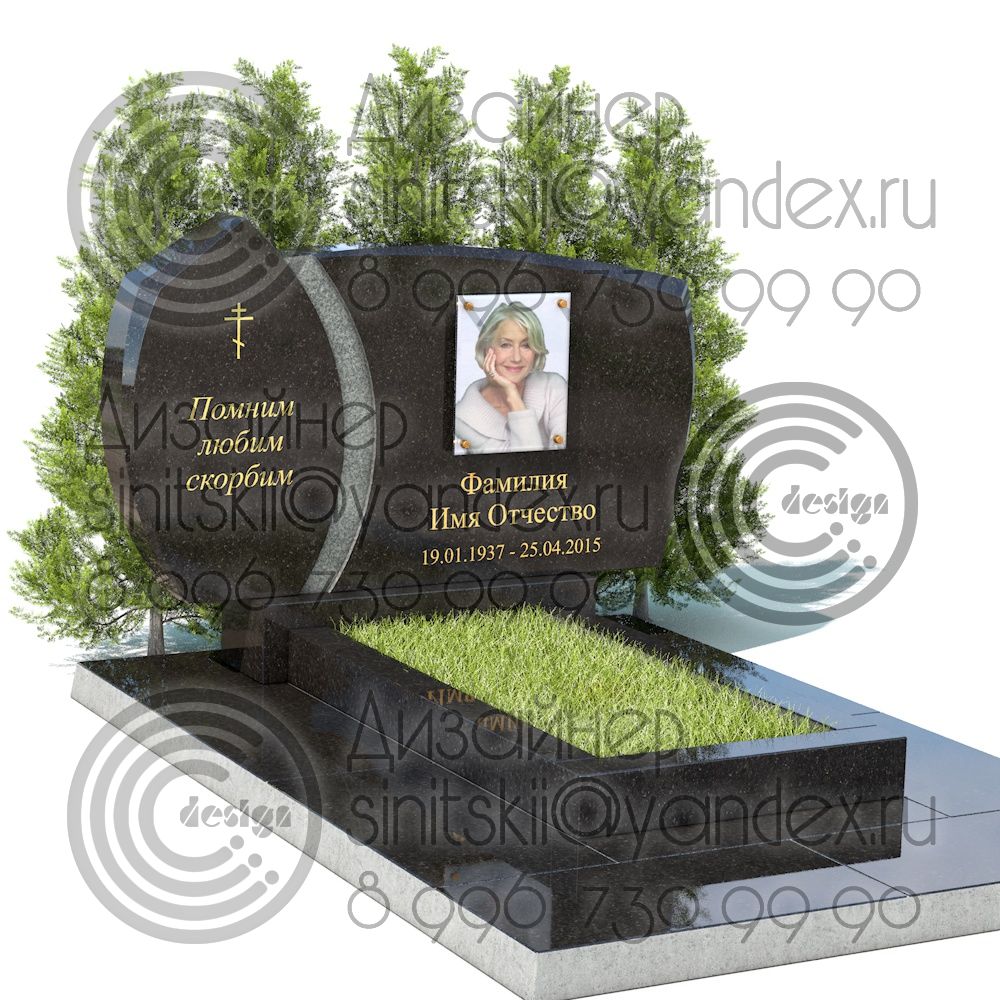 Дизайнер
sinitskii@yandex.ru
8 996 730 99 90
Помним
любим
скорбим
Фамилия
Имя Отчество
19.01.1937 - 25.04.2015
Дизайнер
sinitskii@yandex.ru
8 996 730 99 90
design
design
design
Дизайнер
sinitskii@yandex.ru
8 996 730 99 90